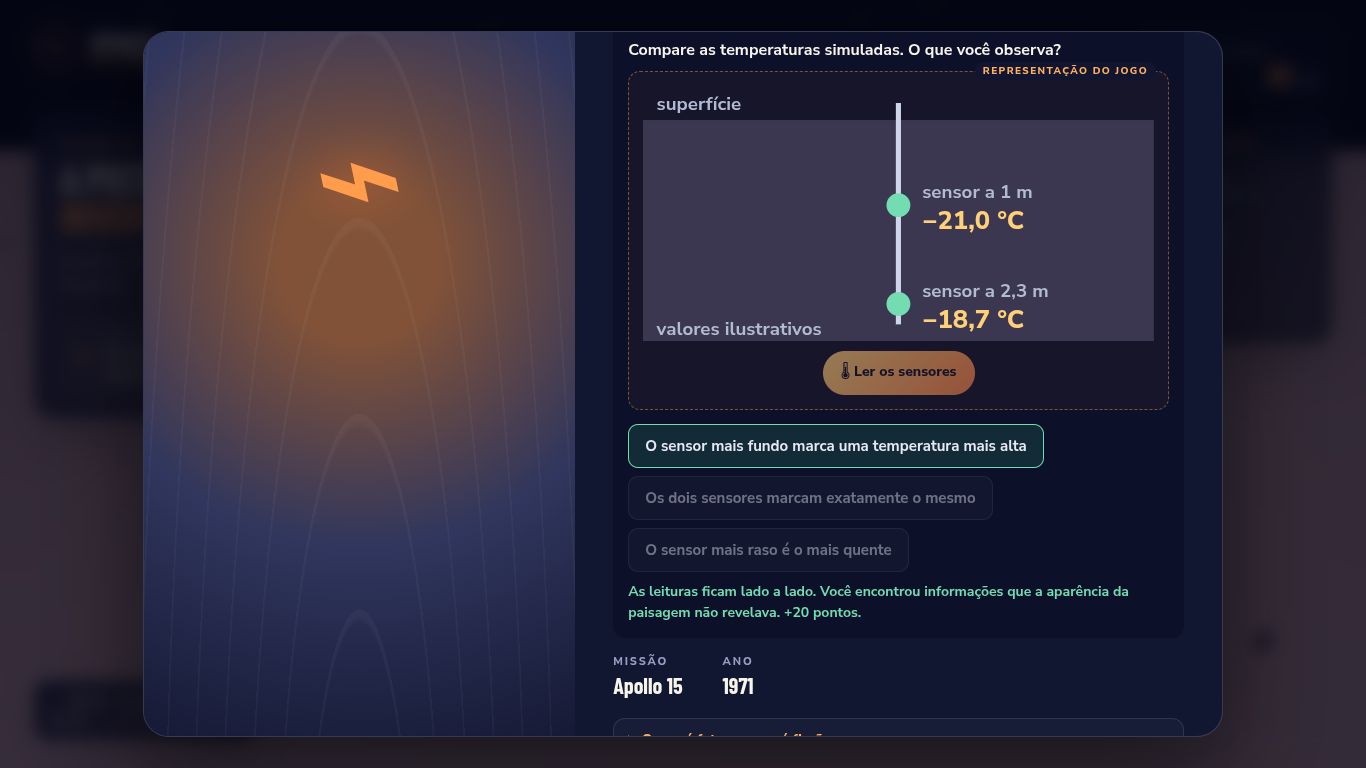 Compare as temperaturas simuladas. O que você observa?
REPRESENTAÇÃO DO JOGO
superfície
sensor a 1 m
−21,0 °C
sensor a 2,3 m
−18,7 °C
valores ilustrativos
Ler os sensores
O sensor mais fundo marca uma temperatura mais alta
Os dois sensores marcam exatamente o mesmo
O sensor mais raso é o mais quente
As leituras ficam lado a lado. Você encontrou informações que a aparência da
paisagem não revelava. +20 pontos.
MISSÃO
Apollo 15
ANO
1971